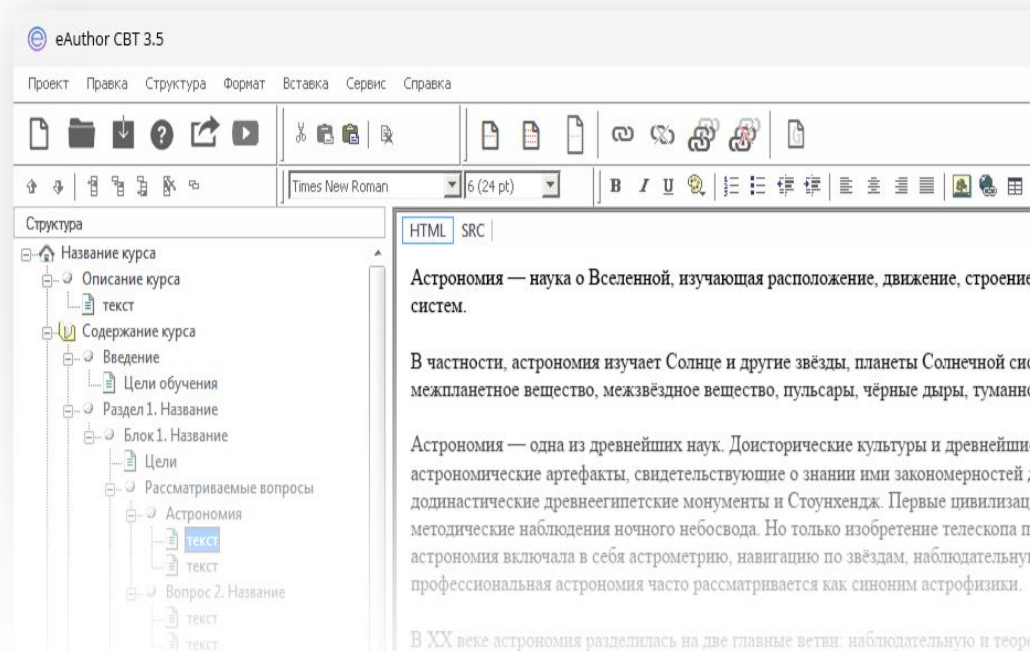 eAuthor CBT 3.5
Проект Правка Структура Формат Вставка Сервис Справка
Times New Roman 6 (24 pt) B I U
Структура
Название курса
Описание курса
текст
Содержание курса
Введение
Цели обучения
Раздел 1. Название
Блок 1. Название
Цели
Рассматриваемые вопросы
Астрономия
текст
текст
Вопрос 2. Название
текст
текст
HTML SRC
Астрономия — наука о Вселенной, изучающая расположение, движение, строение
систем.
В частности, астрономия изучает Солнце и другие звёзды, планеты Солнечной сис
межпланетное вещество, межзвёздное вещество, пульсары, чёрные дыры, туманно
Астрономия — одна из древнейших наук. Доисторические культуры и древнейшие
астрономические артефакты, свидетельствующие о знании ими закономерностей д
додинастические древнеегипетские монументы и Стоунхендж. Первые цивилизац
методические наблюдения ночного небосвода. Но только изобретение телескопа п
астрономия включала в себя астрометрию, навигацию по звёздам, наблюдательну
профессиональная астрономия часто рассматривается как синоним астрофизики.
В XX веке астрономия разделилась на две главные ветви: наблюдательную и теоре